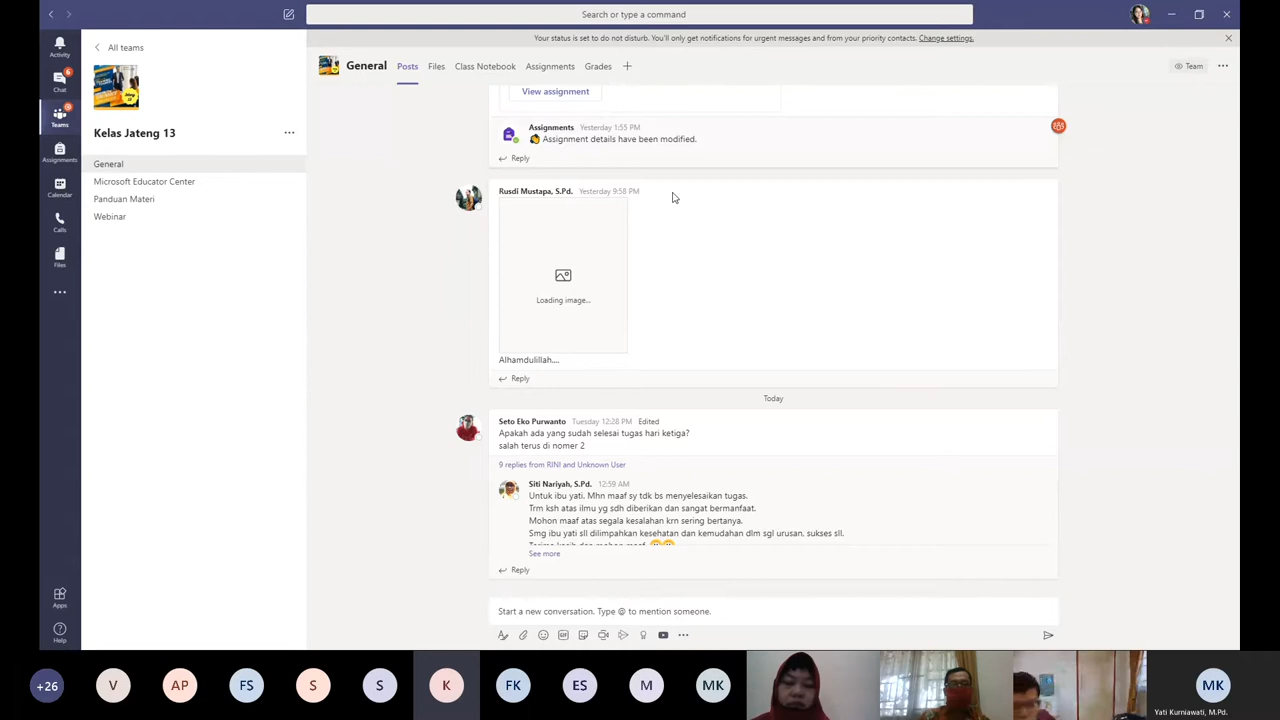 Search or type a command
Your status is set to do not disturb. You'll only get notifications for urgent messages and from your priority contacts. Change settings.
Activity
6
Chat
Teams
Assignments
Calendar
Calls
Files
Apps
Help
All teams
Kelas Jateng 13
General
Microsoft Educator Center
Panduan Materi
Webinar
General Posts Files Class Notebook Assignments Grades
Team
View assignment
Assignments Yesterday 1:55 PM
Assignment details have been modified.
Reply
Rusdi Mustapa, S.Pd. Yesterday 9:58 PM
Loading image...
Alhamdulillah....
Reply
Today
Seto Eko Purwanto Tuesday 12:28 PM Edited
Apakah ada yang sudah selesai tugas hari ketiga?
salah terus di nomer 2
9 replies from RINI and Unknown User
Siti Nariyah, S.Pd. 12:59 AM
Untuk ibu yati. Mhn maaf sy tdk bs menyelesaikan tugas.
Trm ksh atas ilmu yg sdh diberikan dan sangat bermanfaat.
Mohon maaf atas segala kesalahan krn sering bertanya.
Smg ibu yati sll dilimpahkan kesehatan dan kemudahan dlm sgl urusan, sukses sll.
See more
Reply
Start a new conversation. Type @ to mention someone.
GIF
+26
V
AP
FS
S
S
K
FK
ES
M
MK
MK
Yati Kurniawati, M.Pd.